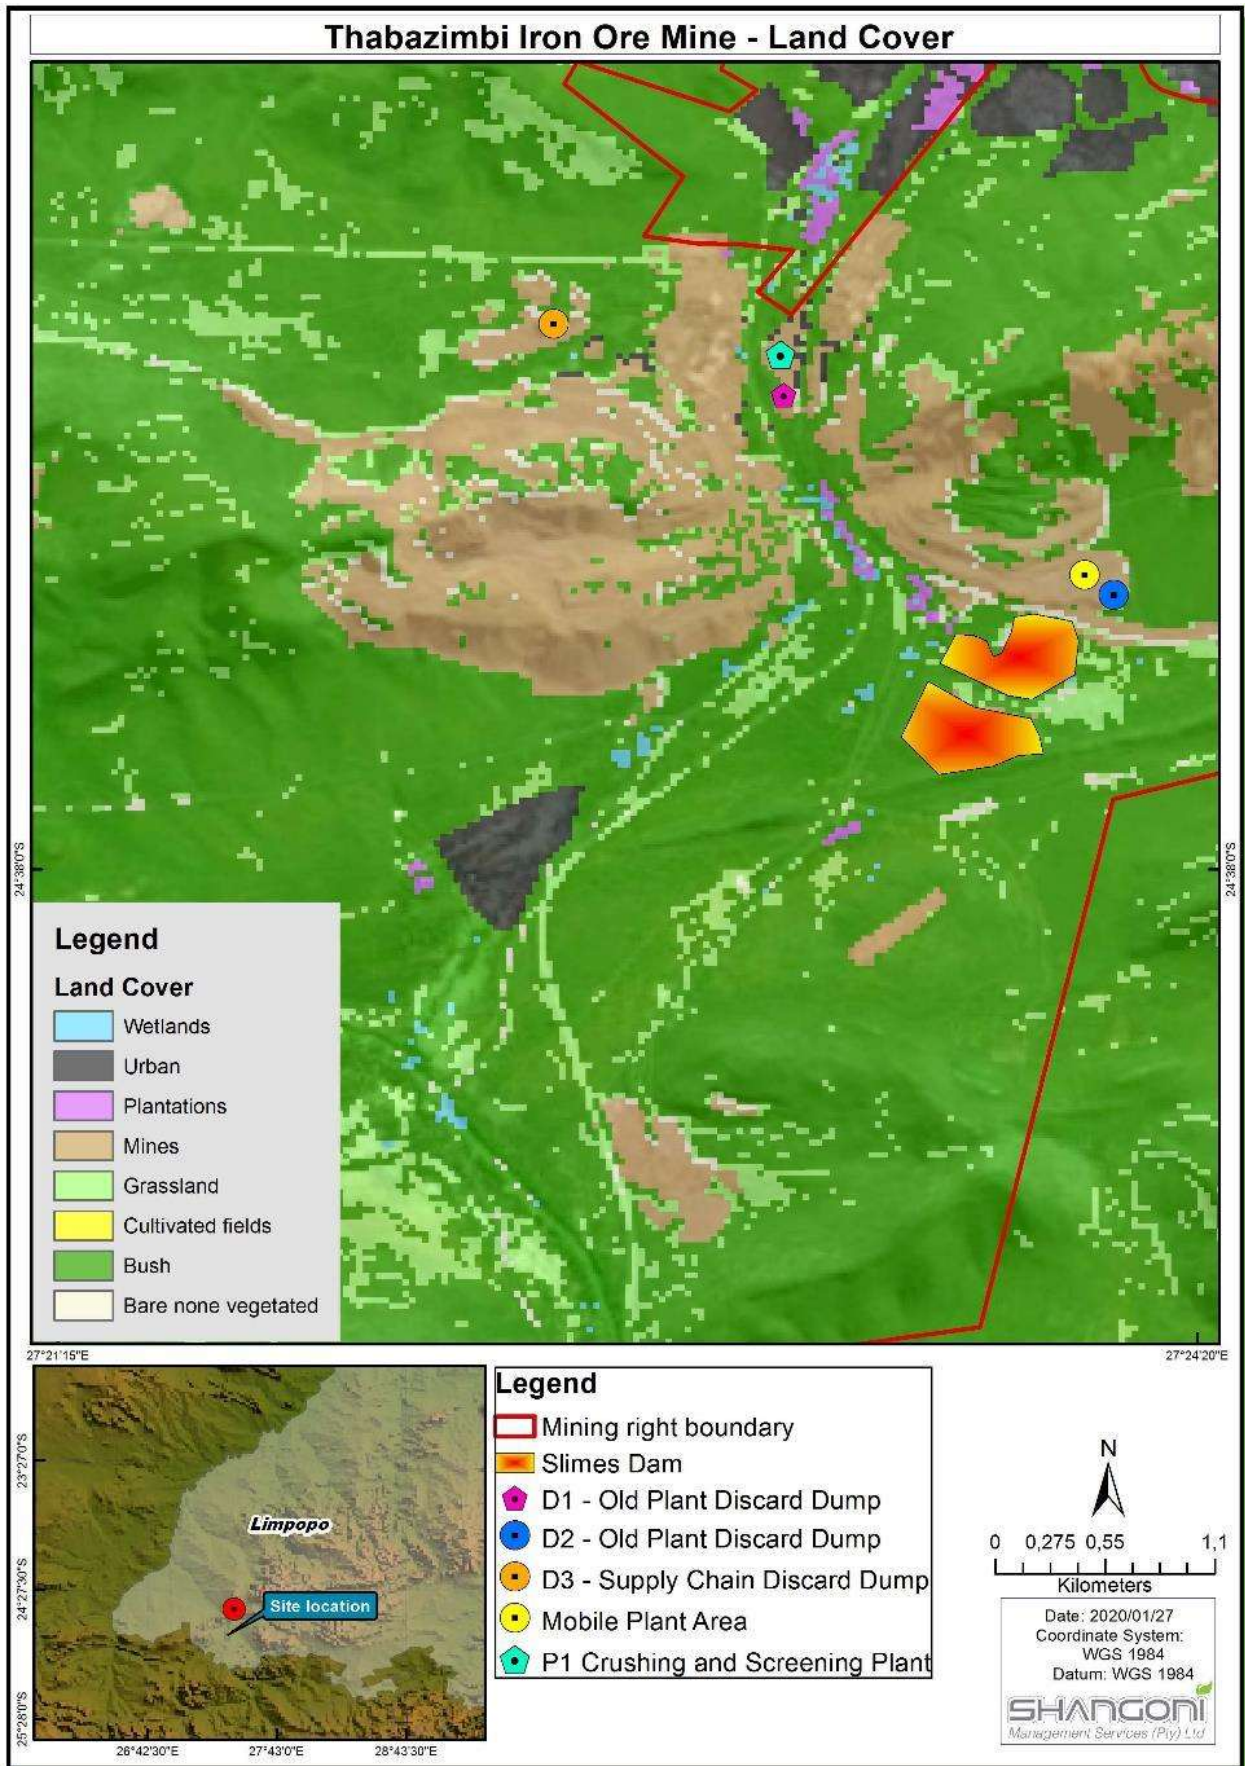 Thabazimbi Iron Ore Mine - Land Cover
24°38'0"S
24°38'0"S
Legend
Land Cover
Wetlands
Urban
Plantations
Mines
Grassland
Cultivated fields
Bush
Bare none vegetated
27°21'15"E
27°24'20"E
23°27'0"S
24°27'30"S
25°28'0"S
Limpopo
Site location
26°42'30"E
27°43'0"E
28°43'30"E
Legend
Mining right boundary
Slimes Dam
D1 - Old Plant Discard Dump
D2 - Old Plant Discard Dump
D3 - Supply Chain Discard Dump
Mobile Plant Area
P1 Crushing and Screening Plant
N
0 0,275 0,55 1,1
Kilometers
Date: 2020/01/27
Coordinate System:
WGS 1984
Datum: WGS 1984
SHANGONI
Management Services (Pty) Ltd